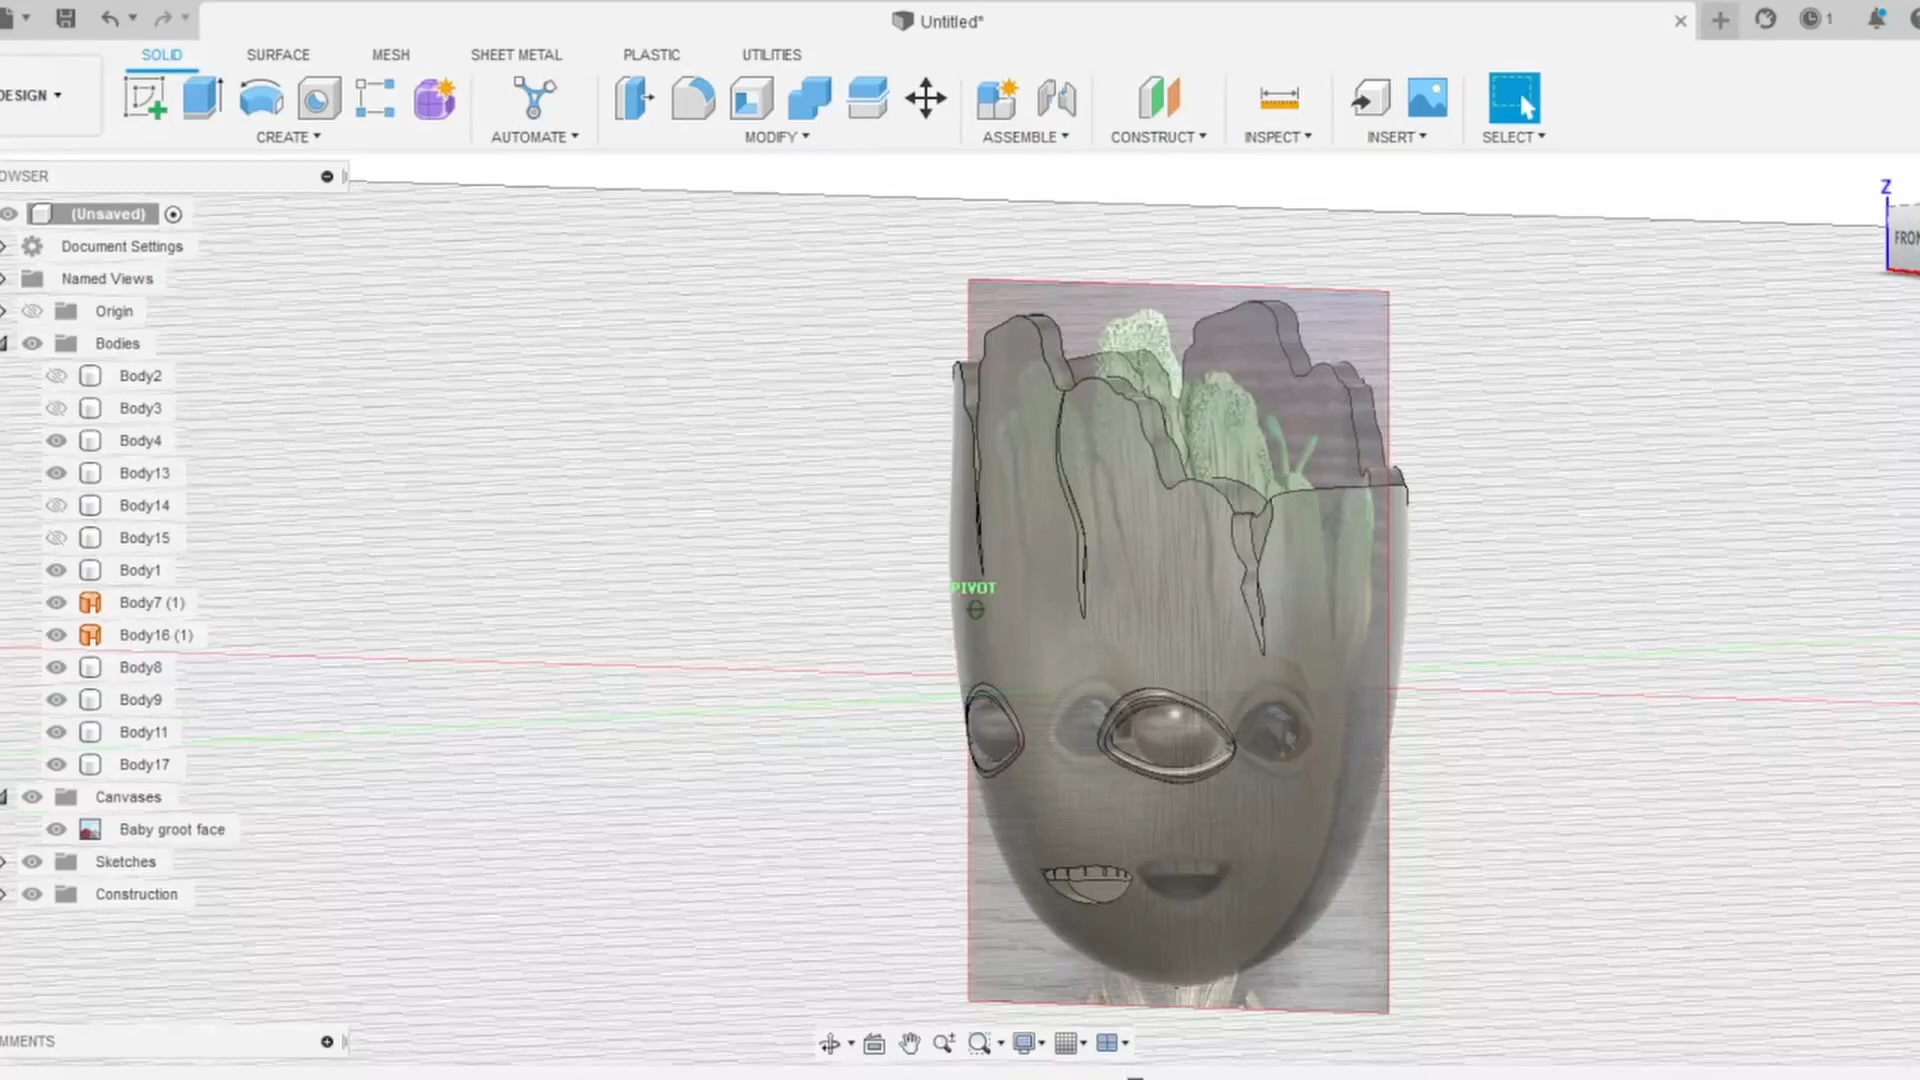 Untitled*
1
SOLID SURFACE MESH SHEET METAL PLASTIC UTILITIES
DESIGN
CREATE AUTOMATE MODIFY ASSEMBLE CONSTRUCT INSPECT INSERT SELECT
OWSER
(Unsaved)
Document Settings
Named Views
Origin
Bodies
Body2
Body3
Body4
Body13
Body14
Body15
Body1
Body7 (1)
Body16 (1)
Body8
Body9
Body11
Body17
Canvases
Baby groot face
Sketches
Construction
MMENTS
Z
FRON
PIVOT